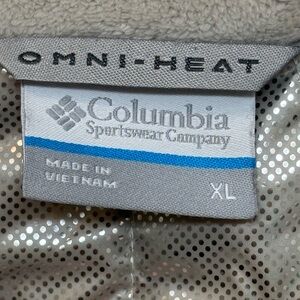 OMNI-HEAT
Columbia
Sportswear Company
MADE IN
VIETNAM
XL